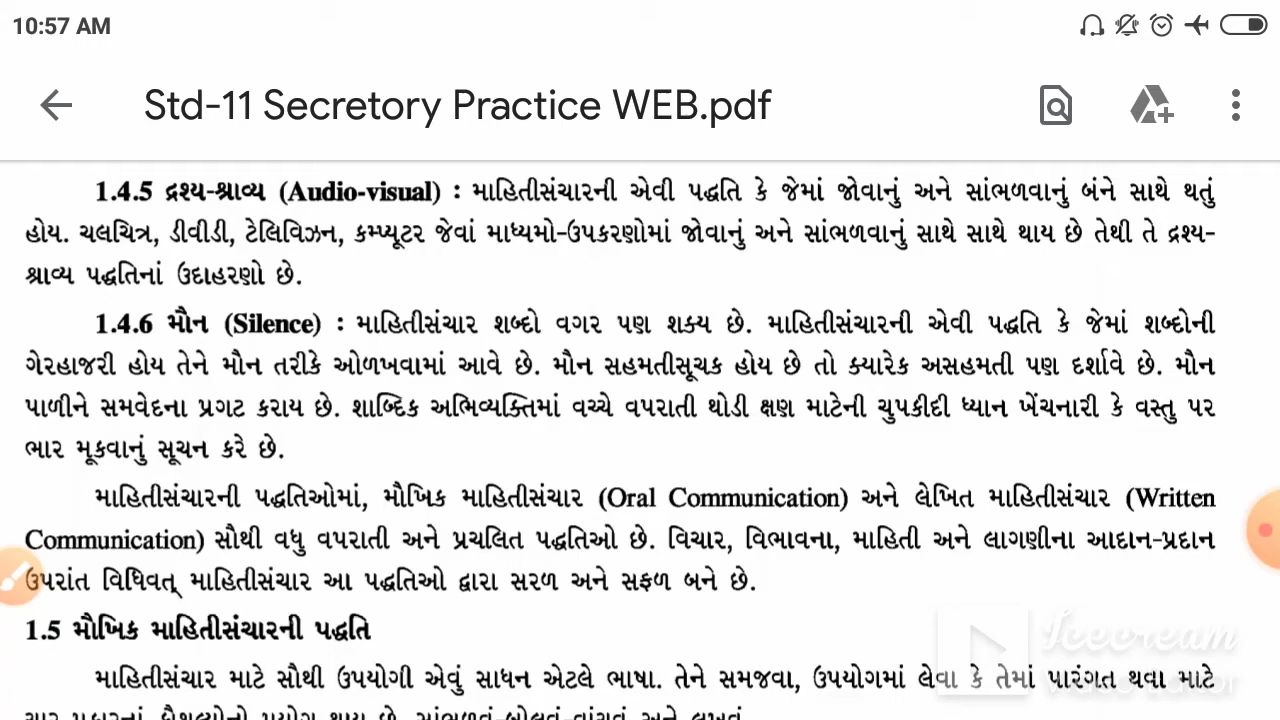 10:57 AM
Std-11 Secretory Practice WEB.pdf
1.4.5 દ્રશ્ય-શ્રાવ્ય (Audio-visual) : માહિતીસંચારની એવી પદ્ધતિ કે જેમાં જોવાનું અને સાંભળવાનું બંને સાથે થતું
હોય. ચલચિત્ર, ડીવીડી, ટેલિવિઝન, કમ્પ્યૂટર જેવાં માધ્યમો-ઉપકરણોમાં જોવાનું અને સાંભળવાનું સાથે સાથે થાય છે તેથી તે દ્રશ્ય-
શ્રાવ્ય પદ્ધતિનાં ઉદાહરણો છે.
1.4.6 મૌન (Silence) : માહિતીસંચાર શબ્દો વગર પણ શક્ય છે. માહિતીસંચારની એવી પદ્ધતિ કે જેમાં શબ્દોની
ગેરહાજરી હોય તેને મૌન તરીકે ઓળખવામાં આવે છે. મૌન સહમતીસૂચક હોય છે તો ક્યારેક અસહમતી પણ દર્શાવે છે. મૌન
પાળીને સમવેદના પ્રગટ કરાય છે. શાબ્દિક અભિવ્યક્તિમાં વચ્ચે વપરાતી થોડી ક્ષણ માટેની ચુપકીદી ધ્યાન ખેંચનારી કે વસ્તુ પર
ભાર મૂકવાનું સૂચન કરે છે.
માહિતીસંચારની પદ્ધતિઓમાં, મૌખિક માહિતીસંચાર (Oral Communication) અને લેખિત માહિતીસંચાર (Written
Communication) સૌથી વધુ વપરાતી અને પ્રચલિત પદ્ધતિઓ છે. વિચાર, વિભાવના, માહિતી અને લાગણીના આદાન-પ્રદાન
ઉપરાંત વિધિવત્ માહિતીસંચાર આ પદ્ધતિઓ દ્વારા સરળ અને સફળ બને છે.
1.5 મૌખિક માહિતીસંચારની પદ્ધતિ
માહિતીસંચાર માટે સૌથી ઉપયોગી એવું સાધન એટલે ભાષા. તેને સમજવા, ઉપયોગમાં લેવા કે તેમાં પારંગત થવા માટે
Icecream
VIDEO EDITOR